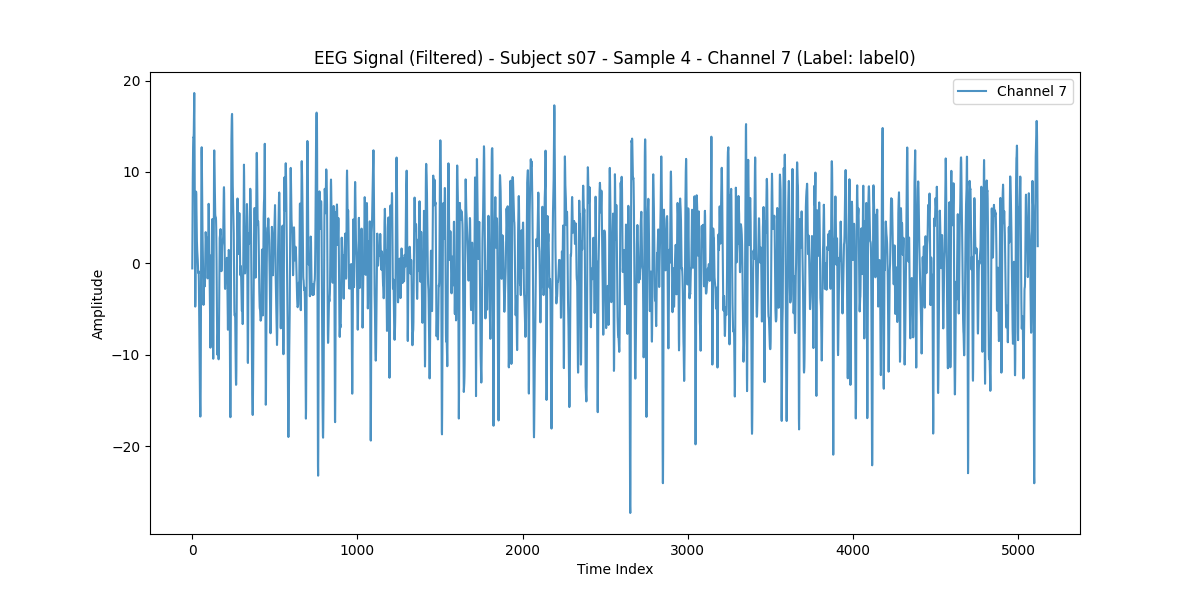 EEG Signal (Filtered) - Subject s07 - Sample 4 - Channel 7 (Label: label0)
Channel 7
20
10
0
−10
−20
Amplitude
0 1000 2000 3000 4000 5000
Time Index